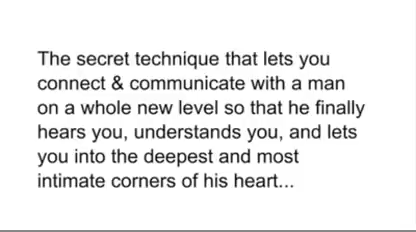 The secret technique that lets you
connect & communicate with a man
on a whole new level so that he finally
hears you, understands you, and lets
you into the deepest and most
intimate corners of his heart...